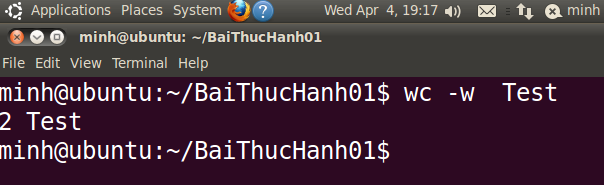 Applications Places System ? Wed Apr 4, 19:17 minh
minh@ubuntu: ~/BaiThucHanh01
File Edit View Terminal Help
minh@ubuntu:~/BaiThucHanh01$ wc -w  Test
2 Test
minh@ubuntu:~/BaiThucHanh01$